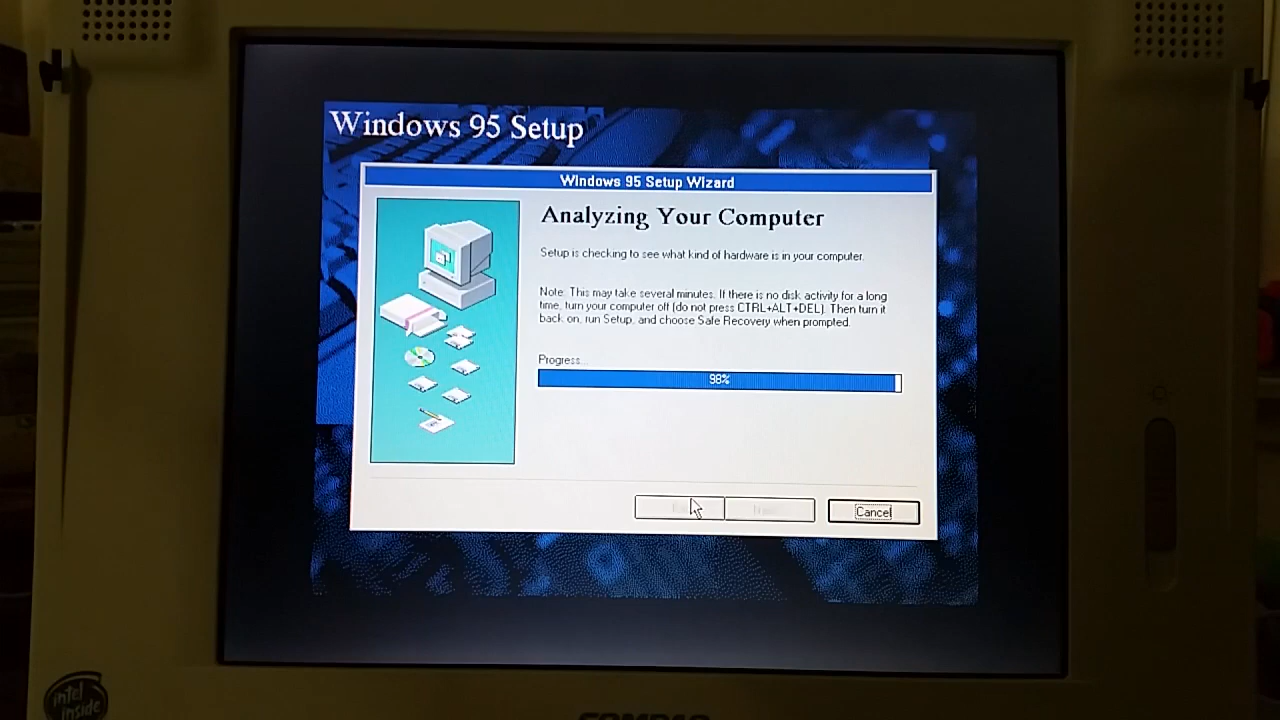 Windows 95 Setup
Windows 95 Setup Wizard
Analyzing Your Computer
Setup is checking to see what kind of hardware is in your computer.
Note: This may take several minutes. If there is no disk activity for a long
time, turn your computer off (do not press CTRL+ALT+DEL). Then turn it
back on, run Setup, and choose Safe Recovery when prompted.
Progress...
98%
Cancel
intel
inside
COMPAQ